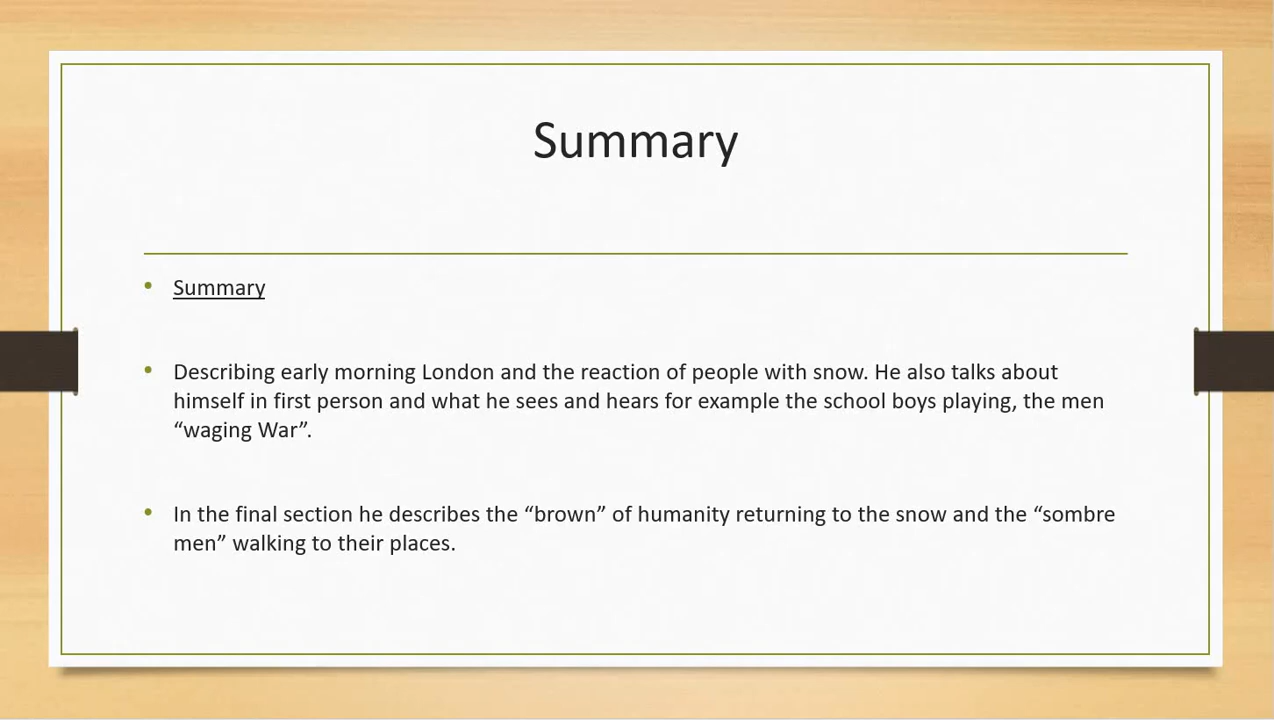 Summary
Summary
Describing early morning London and the reaction of people with snow. He also talks about
himself in first person and what he sees and hears for example the school boys playing, the men
“waging War”.
In the final section he describes the “brown” of humanity returning to the snow and the “sombre
men” walking to their places.